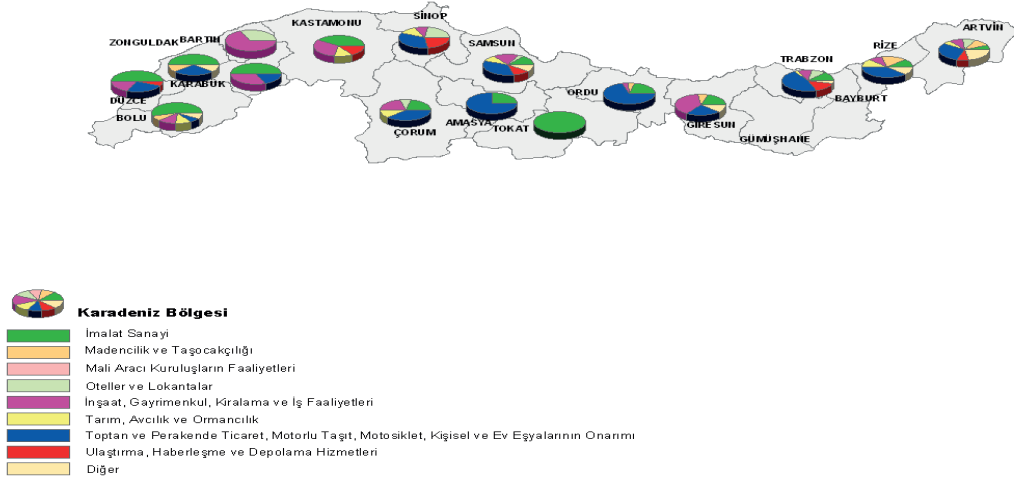 SİNOP
KASTAMONU
ARTVİN
BARTIN
ZONGULDAK
SAMSUN
RİZE
TRABZON
KARABÜK
ORDU
DÜZCE
BAYBURT
BOLU
AMASYA
TOKAT
GİRESUN
ÇORUM
GÜMÜŞHANE
Karadeniz Bölgesi
İmalat Sanayi
Madencilik ve Taşocakçılığı
Mali Aracı Kuruluşların Faaliyetleri
Oteller ve Lokantalar
İnşaat, Gayrimenkul, Kiralama ve İş Faaliyetleri
Tarım, Avcılık ve Ormancılık
Toptan ve Perakende Ticaret, Motorlu Taşıt, Motosiklet, Kişisel ve Ev Eşyalarının Onarımı
Ulaştırma, Haberleşme ve Depolama Hizmetleri
Diğer